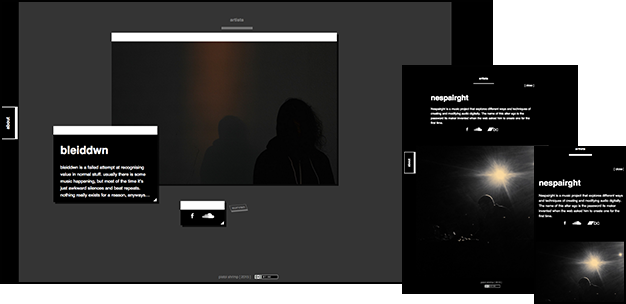 artists
about
bleiddwn
bleiddwn is a failed attempt at recognising
value in normal stuff. usually there is some
music happening, but most of the time it's
just awkward silences and beat repeats.
nothing really exists for a reason, anyways...
artists
nespairght
Nespairght is a music project that explores different ways and techniques of
creating and modifying audio digitally. The name of this alter ego is the
password its maker invented when the web asked him to create one for the
first time.
about
artists
nespairght
Nespairght is a music project that explores different
ways and techniques of creating and modifying audio
digitally. The name of this alter ego is the password its maker
invented when the web asked him to create one for the
first time.